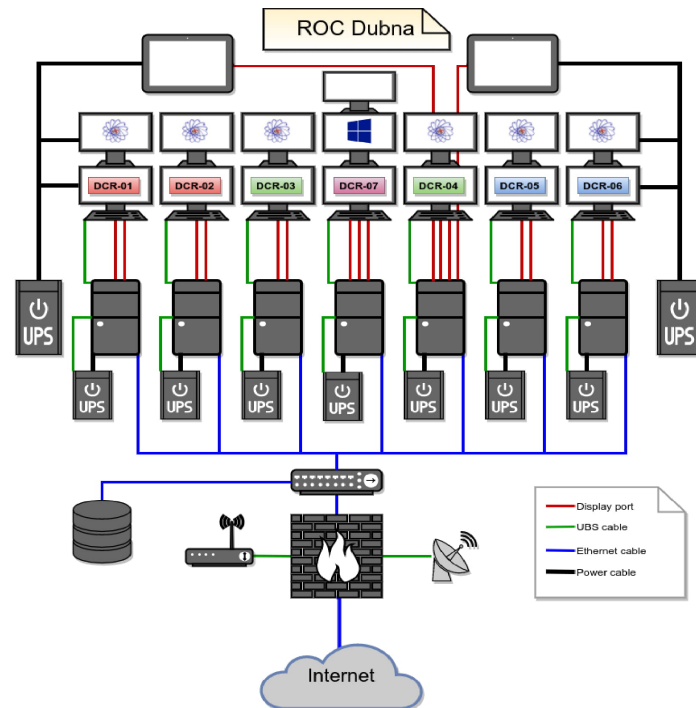 ROC Dubna
DCR-01
DCR-02
DCR-03
DCR-07
DCR-04
DCR-05
DCR-06
UPS
UPS
UPS
UPS
UPS
UPS
UPS
UPS
UPS
Display port
UBS cable
Ethernet cable
Power cable
Internet